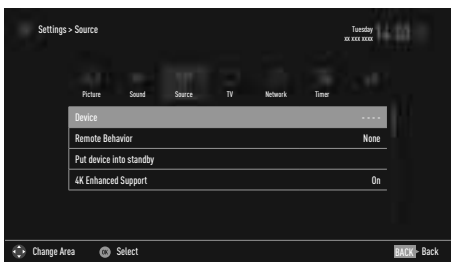 Settings > Source
Tuesday
xx xxx xxxx
Picture Sound Source TV Network Timer
Device - - - -
Remote Behavior None
Put device into standby
4K Enhanced Support On
Change Area OK Select BACK - Back